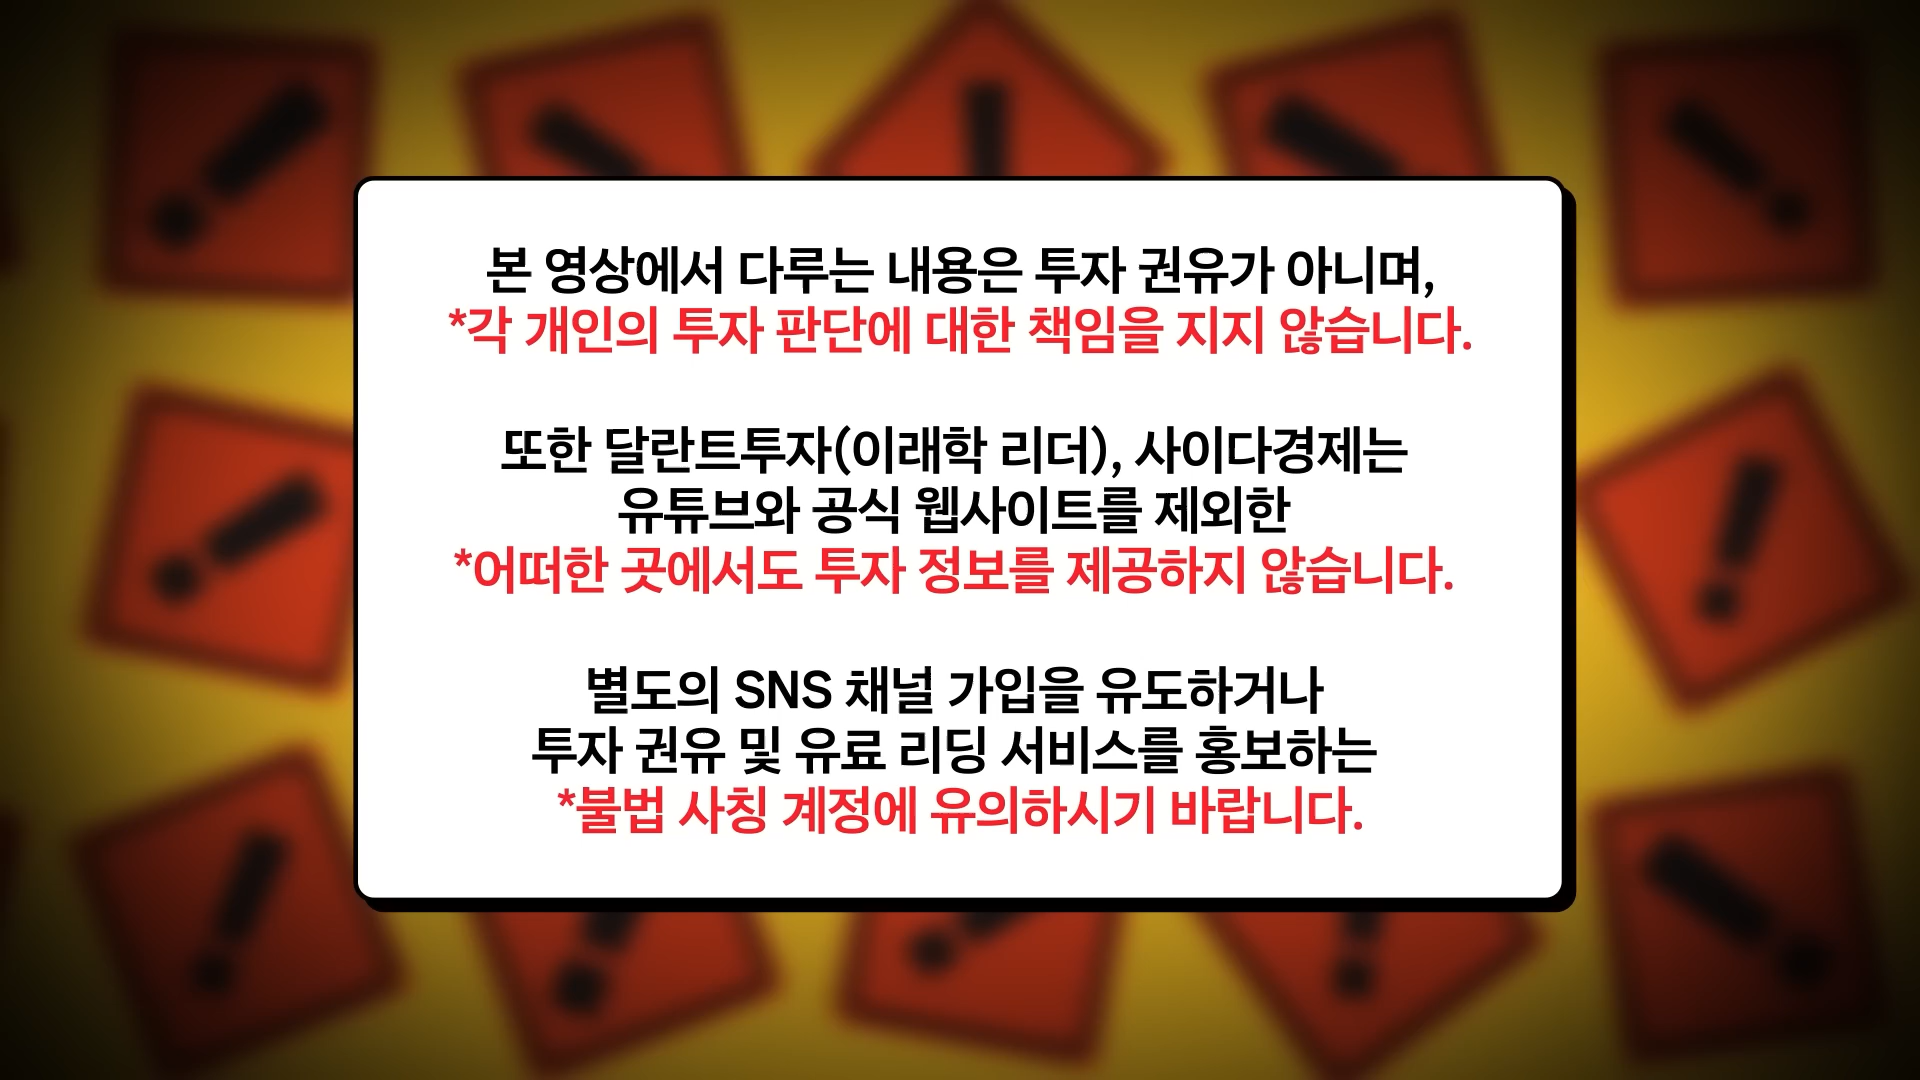 본 영상에서 다루는 내용은 투자 권유가 아니며,
*각 개인의 투자 판단에 대한 책임을 지지 않습니다.
또한 달란트투자(이래학 리더), 사이다경제는
유튜브와 공식 웹사이트를 제외한
*어떠한 곳에서도 투자 정보를 제공하지 않습니다.
별도의 SNS 채널 가입을 유도하거나
투자 권유 및 유료 리딩 서비스를 홍보하는
*불법 사칭 계정에 유의하시기 바랍니다.